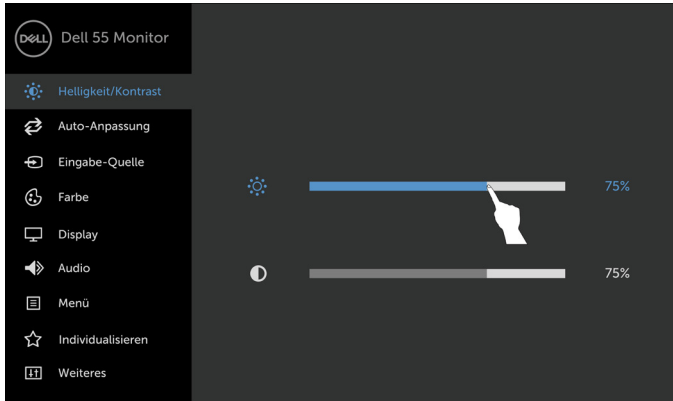 DELL Dell 55 Monitor
Helligkeit/Kontrast
Auto-Anpassung
Eingabe-Quelle
75%
Farbe
Display
Audio
75%
Menü
Individualisieren
Weiteres